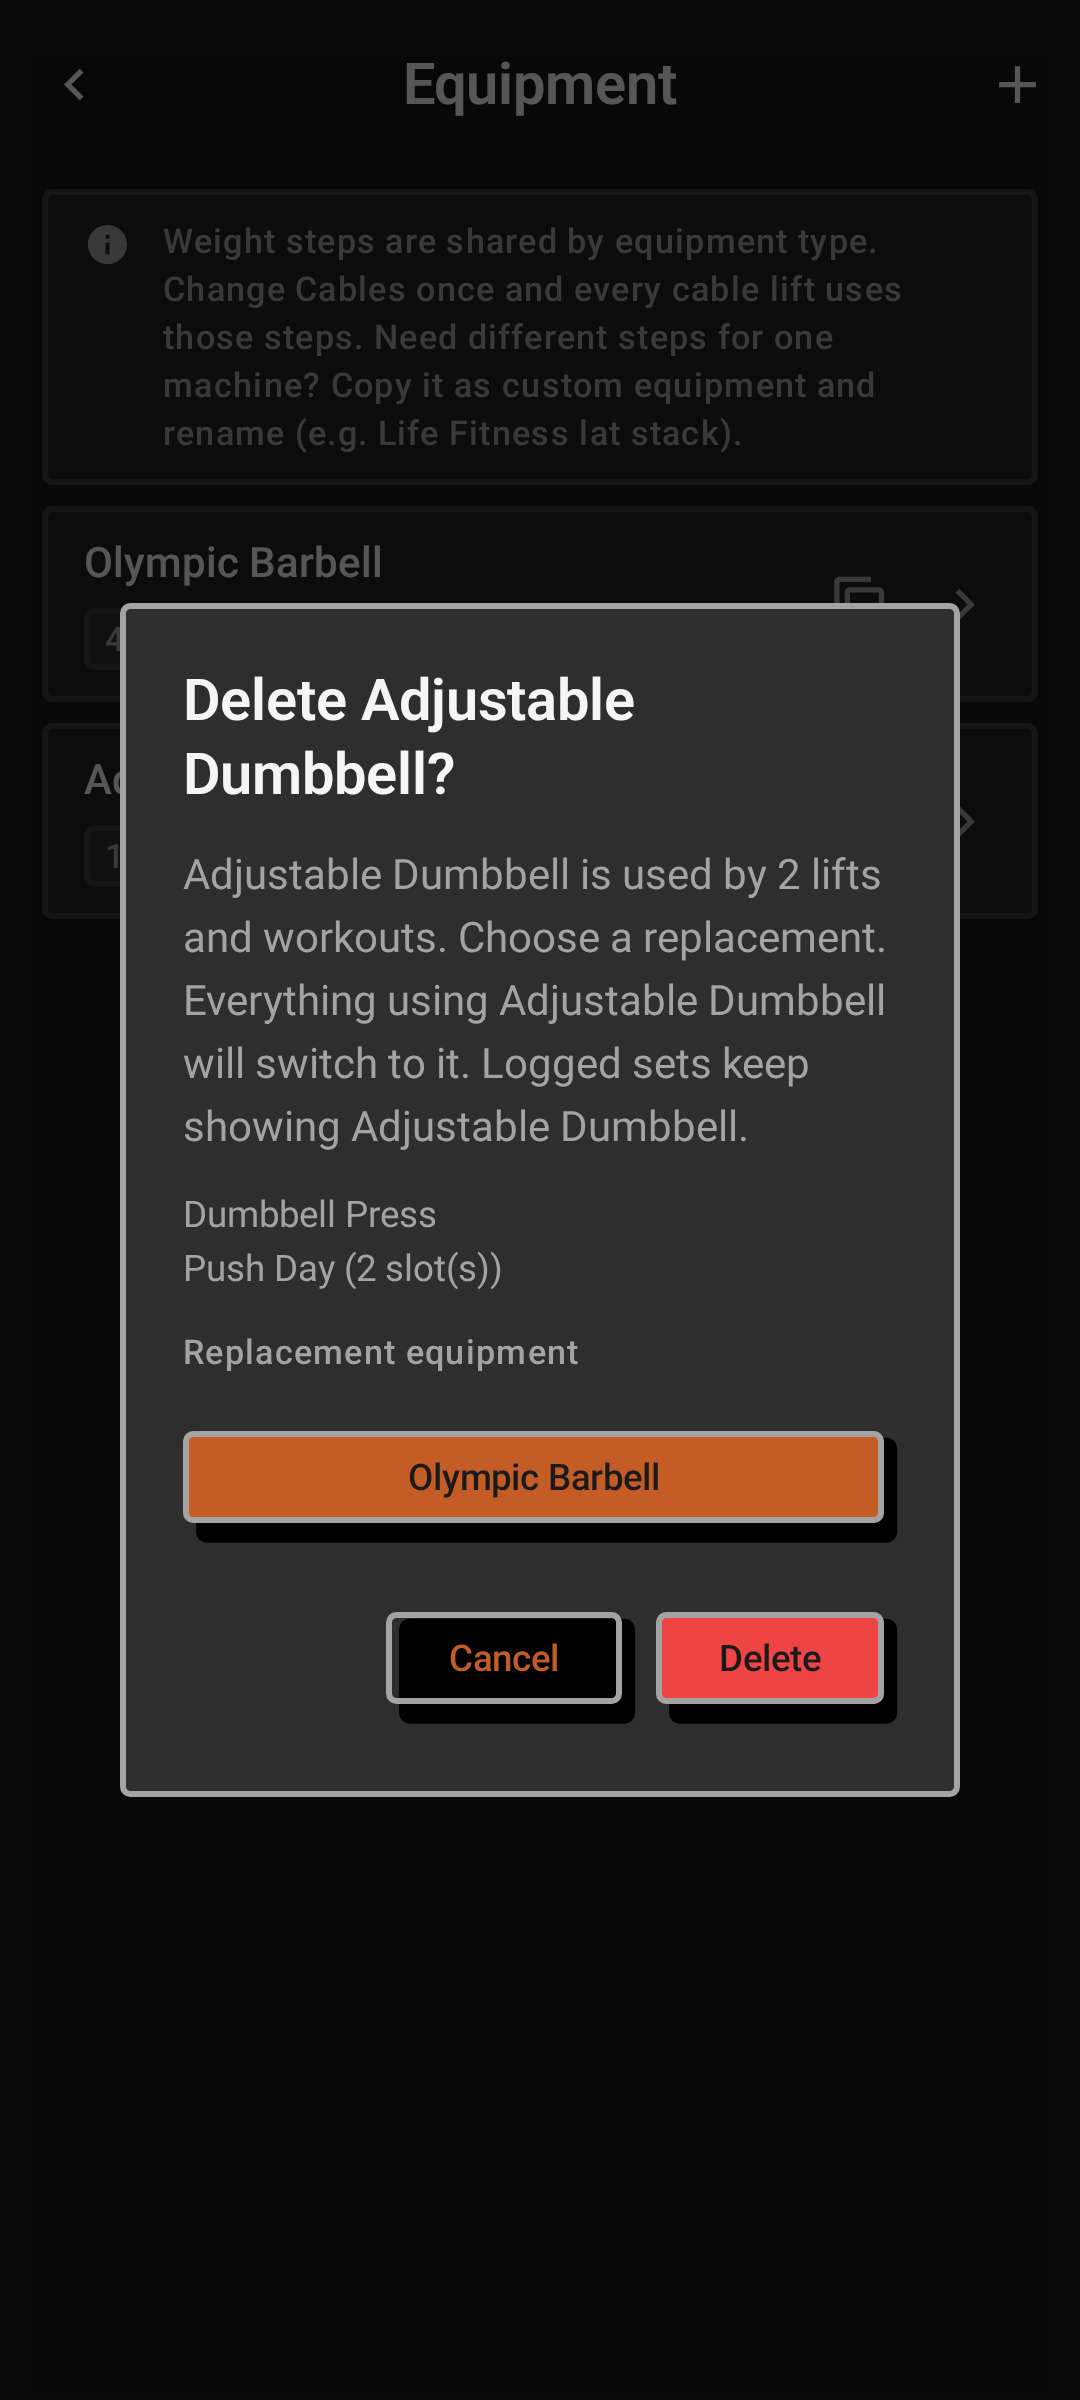 Equipment
Weight steps are shared by equipment type.
Change Cables once and every cable lift uses
those steps. Need different steps for one
machine? Copy it as custom equipment and
rename (e.g. Life Fitness lat stack).
Olympic Barbell
Delete Adjustable
Dumbbell?
Adjustable Dumbbell is used by 2 lifts
and workouts. Choose a replacement.
Everything using Adjustable Dumbbell
will switch to it. Logged sets keep
showing Adjustable Dumbbell.
Dumbbell Press
Push Day (2 slot(s))
Replacement equipment
Olympic Barbell
Cancel
Delete